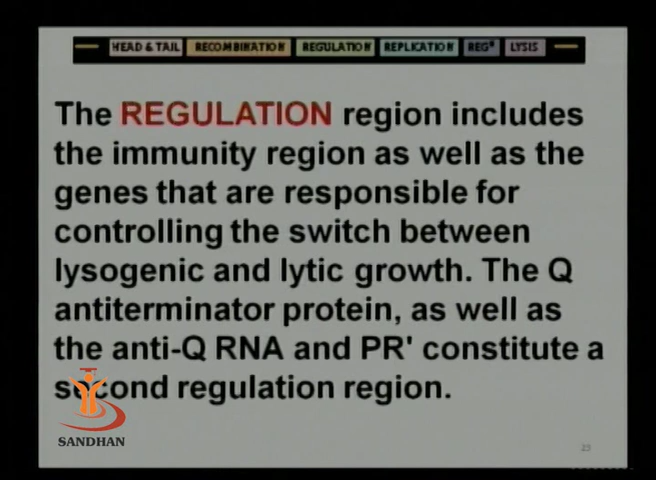 HEAD & TAIL RECOMBINATION REGULATION REPLICATION REG" LYSIS
The REGULATION region includes
the immunity region as well as the
genes that are responsible for
controlling the switch between
lysogenic and lytic growth. The Q
antiterminator protein, as well as
the anti-Q RNA and PR' constitute a
second regulation region.
SANDHAN
25